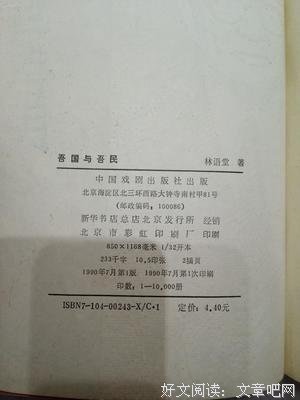 吾国与吾民 林语堂 著
中国戏剧出版社出版
北京海淀区北三环西路大钟寺南村甲81号
(邮政编码:100086)
新华书店总店北京发行所 经销
北京市彩虹印刷厂 印刷
850×1168毫米 1/32开本
233千字 10.5印张 2插页
1990年7月第1版 1990年7月第1次印刷
印数:1—10,000册
ISBN7-104-00243-X/C·1 定价:4.40元
好文阅读:文章吧网